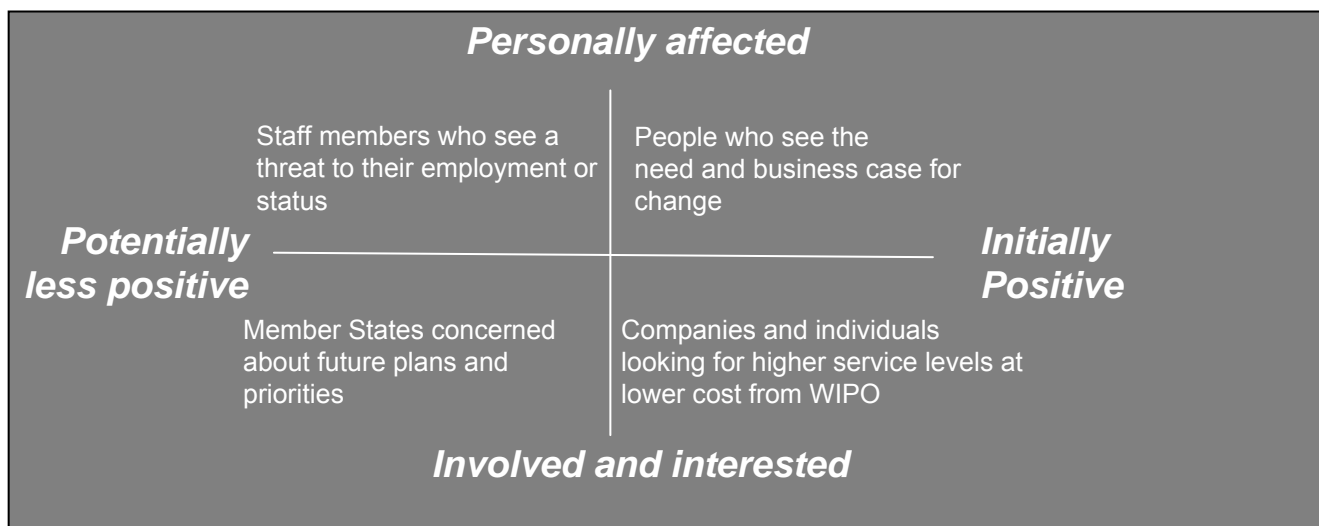 Personally affected
Staff members who see a
threat to their employment or
status
People who see the
need and business case for
change
Potentially
less positive
Initially
Positive
Member States concerned
about future plans and
priorities
Companies and individuals
looking for higher service levels at
lower cost from WIPO
Involved and interested